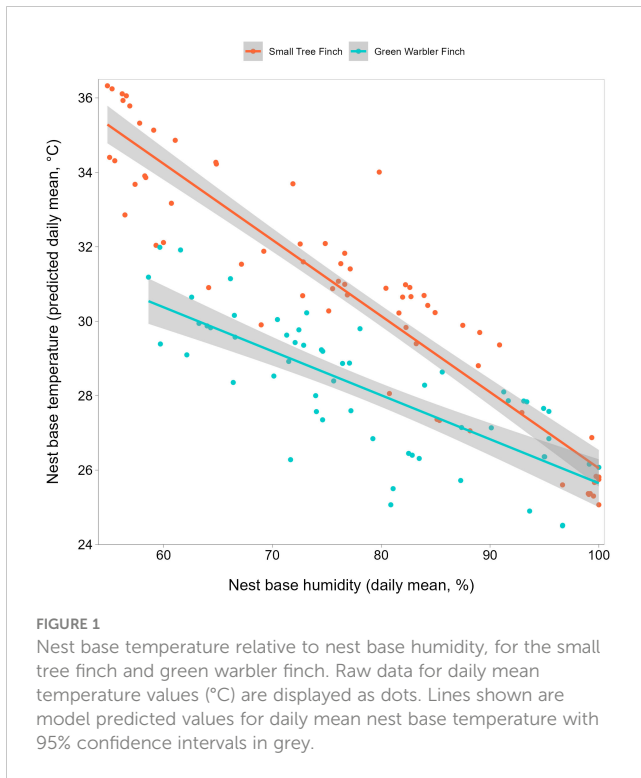 Small Tree Finch Green Warbler Finch
36
34
32
30
28
26
24
Nest base temperature (predicted daily mean, °C)
60 70 80 90 100
Nest base humidity (daily mean, %)
FIGURE 1
Nest base temperature relative to nest base humidity, for the small
tree finch and green warbler finch. Raw data for daily mean
temperature values (°C) are displayed as dots. Lines shown are
model predicted values for daily mean nest base temperature with
95% confidence intervals in grey.